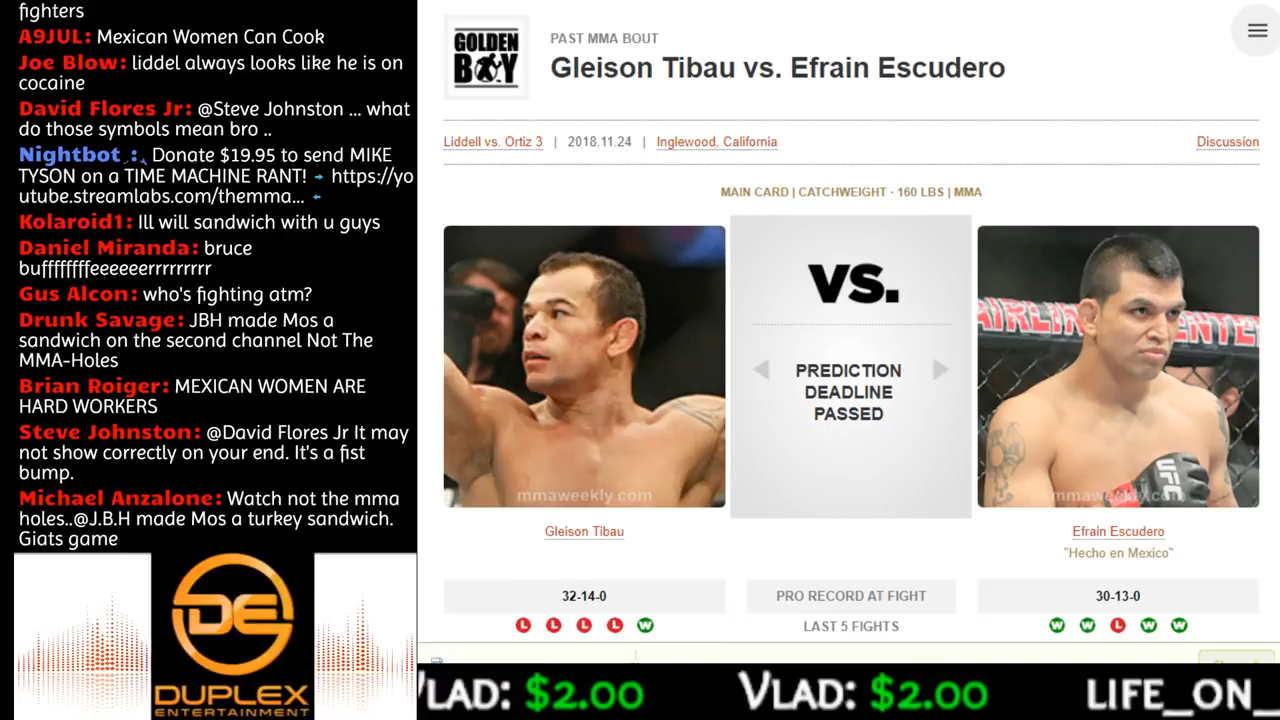 fighters
A9JUL: Mexican Women Can Cook
Joe Blow: liddel always looks like he is on
cocaine
David Flores Jr: @Steve Johnston ... what
do those symbols mean bro ..
Nightbot : Donate $19.95 to send MIKE
TYSON on a TIME MACHINE RANT! → https://yo
utube.streamlabs.com/themma... ←
Kolaroid1: Ill will sandwich with u guys
Daniel Miranda: bruce
buffffffffeeeeeerrrrrrrrr
Gus Alcon: who's fighting atm?
Drunk Savage: JBH made Mos a
sandwich on the second channel Not The
MMA-Holes
Brian Roiger: MEXICAN WOMEN ARE
HARD WORKERS
Steve Johnston: @David Flores Jr It may
not show correctly on your end. It's a fist
bump.
Michael Anzalone: Watch not the mma
holes..@J.B.H made Mos a turkey sandwich.
Giats game
DE
DUPLEX
ENTERTAINMENT
GOLDEN
BOY
PAST MMA BOUT
Gleison Tibau vs. Efrain Escudero
Liddell vs. Ortiz 3 | 2018.11.24 | Inglewood, California
Discussion
MAIN CARD | CATCHWEIGHT · 160 LBS | MMA
VS.
PREDICTION
DEADLINE
PASSED
AIRLIN
ENTE
UFC
mmaweekly.com
mmaweekly.com
Gleison Tibau
Efrain Escudero
"Hecho en Mexico"
32-14-0
PRO RECORD AT FIGHT
30-13-0
L L L L W
LAST 5 FIGHTS
W W L W W
VLAD: $2.00 VLAD: $2.00 LIFE_ON_